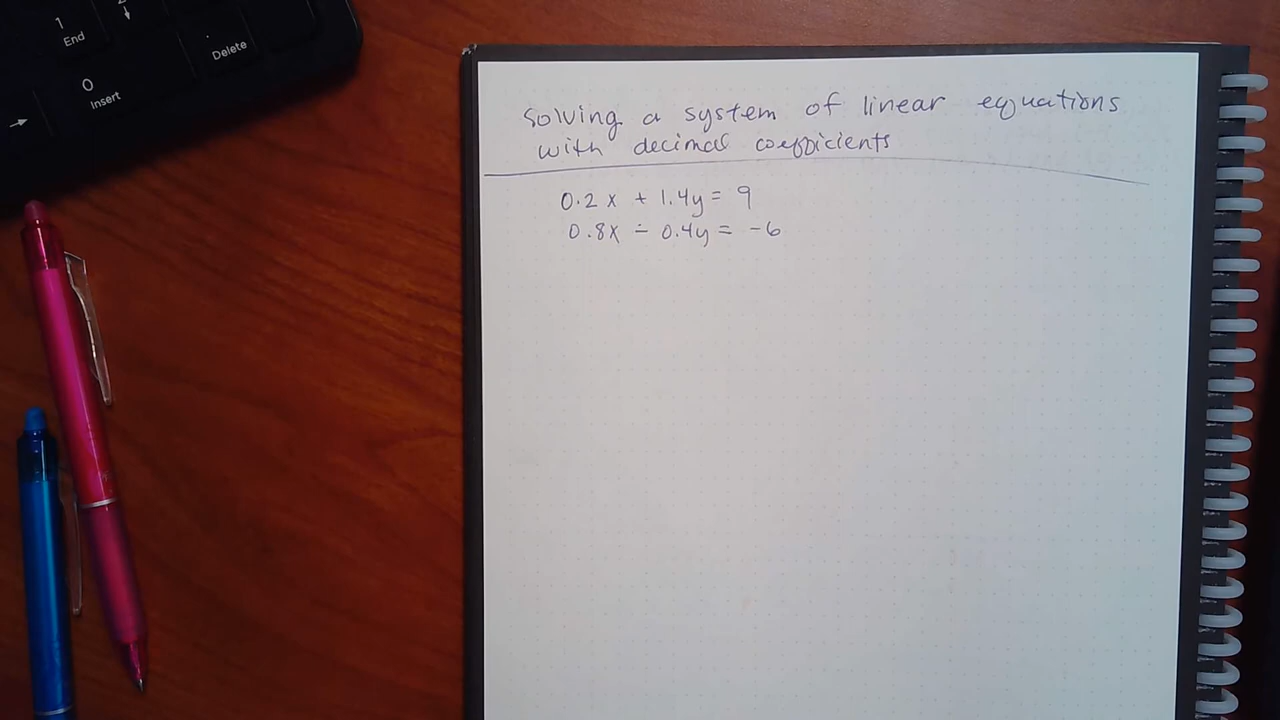 1
End
Delete
0
Insert
Solving a system of linear equations
with decimal coefficients
0.2x + 1.4y = 9
0.8x - 0.4y = -6